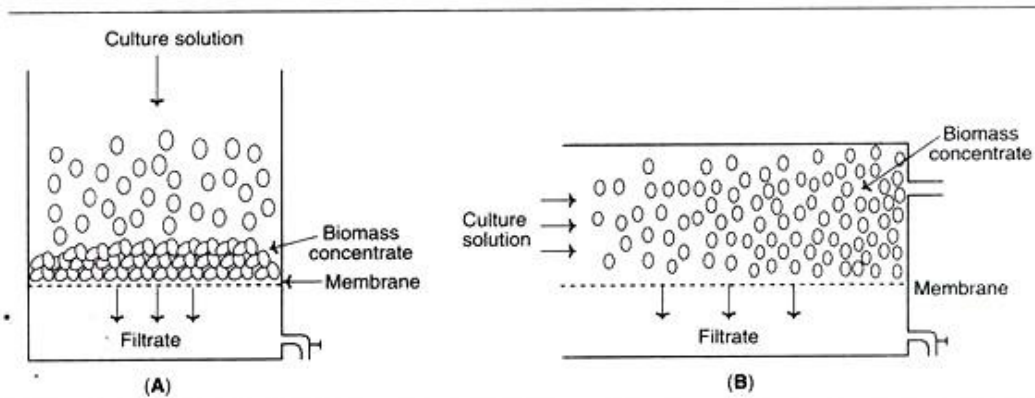 Culture solution
Biomass
concentrate
Membrane
Filtrate
(A)
Biomass
concentrate
Culture
solution
Membrane
Filtrate
(B)